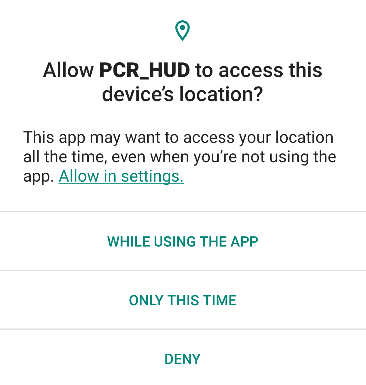 Allow PCR_HUD to access this
device's location?
This app may want to access your location
all the time, even when you're not using the
app. Allow in settings.
WHILE USING THE APP
ONLY THIS TIME
DENY